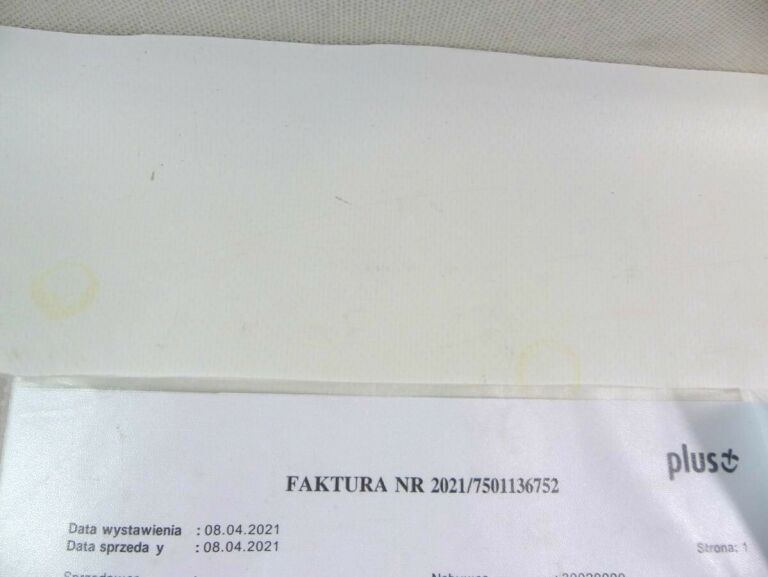 plus
FAKTURA NR 2021/7501136752
Data wystawienia : 08.04.2021
Data sprzeda y : 08.04.2021
Strona: 1